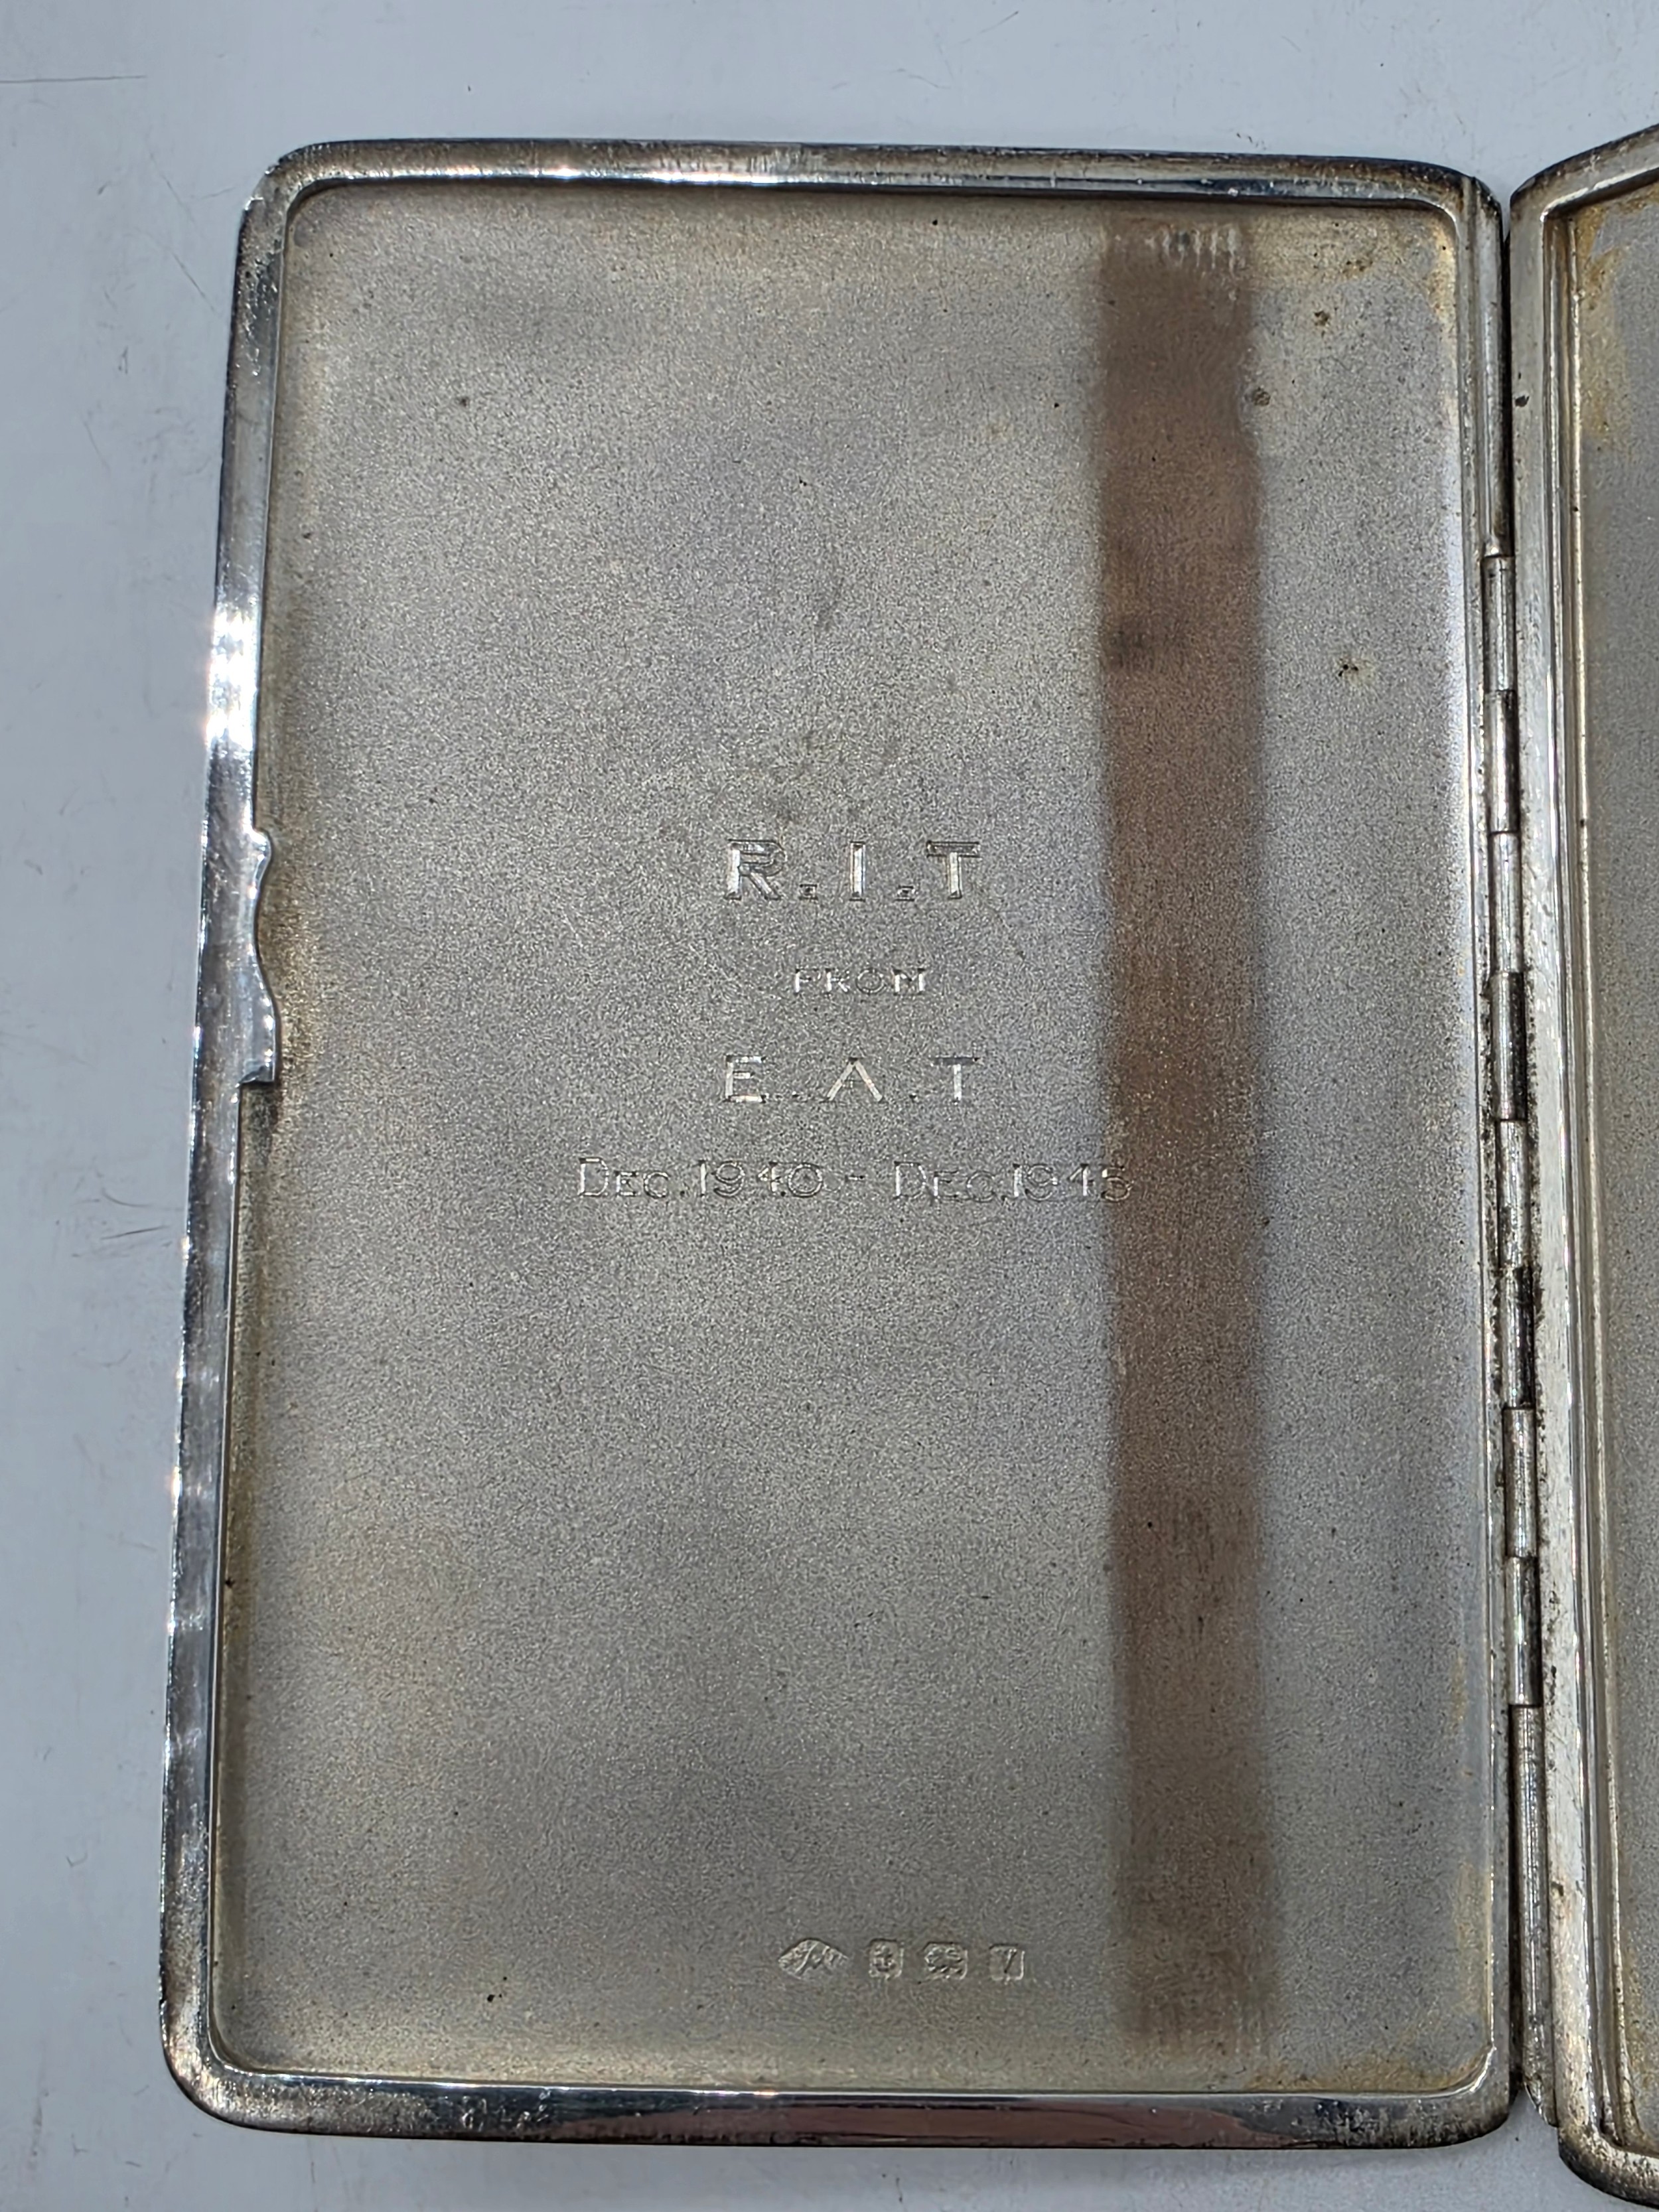 R.I.T
FROM
E.A.T
DEC.1940 - DEC.1945
V